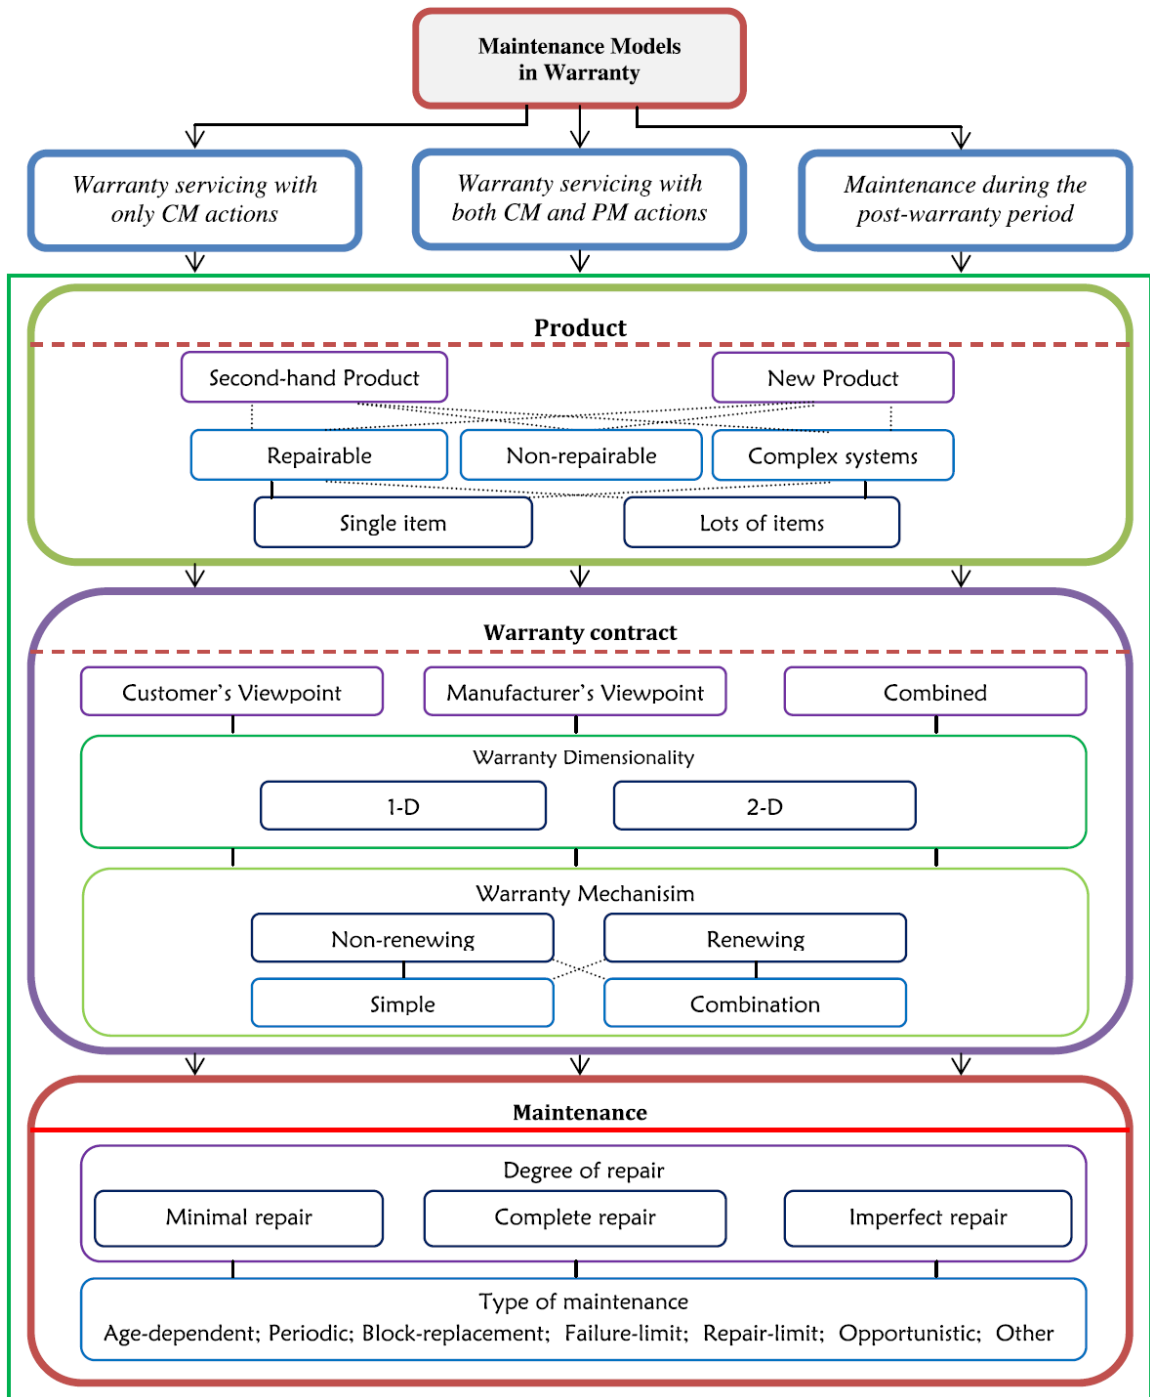 Maintenance Models
in Warranty
Warranty servicing with
only CM actions
Warranty servicing with
both CM and PM actions
Maintenance during the
post-warranty period
Product
Second-hand Product
New Product
Repairable
Non-repairable
Complex systems
Single item
Lots of items
Warranty contract
Customer's Viewpoint
Manufacturer's Viewpoint
Combined
Warranty Dimensionality
1-D
2-D
Warranty Mechanisim
Non-renewing
Renewing
Simple
Combination
Maintenance
Degree of repair
Minimal repair
Complete repair
Imperfect repair
Type of maintenance
Age-dependent; Periodic; Block-replacement; Failure-limit; Repair-limit; Opportunistic; Other